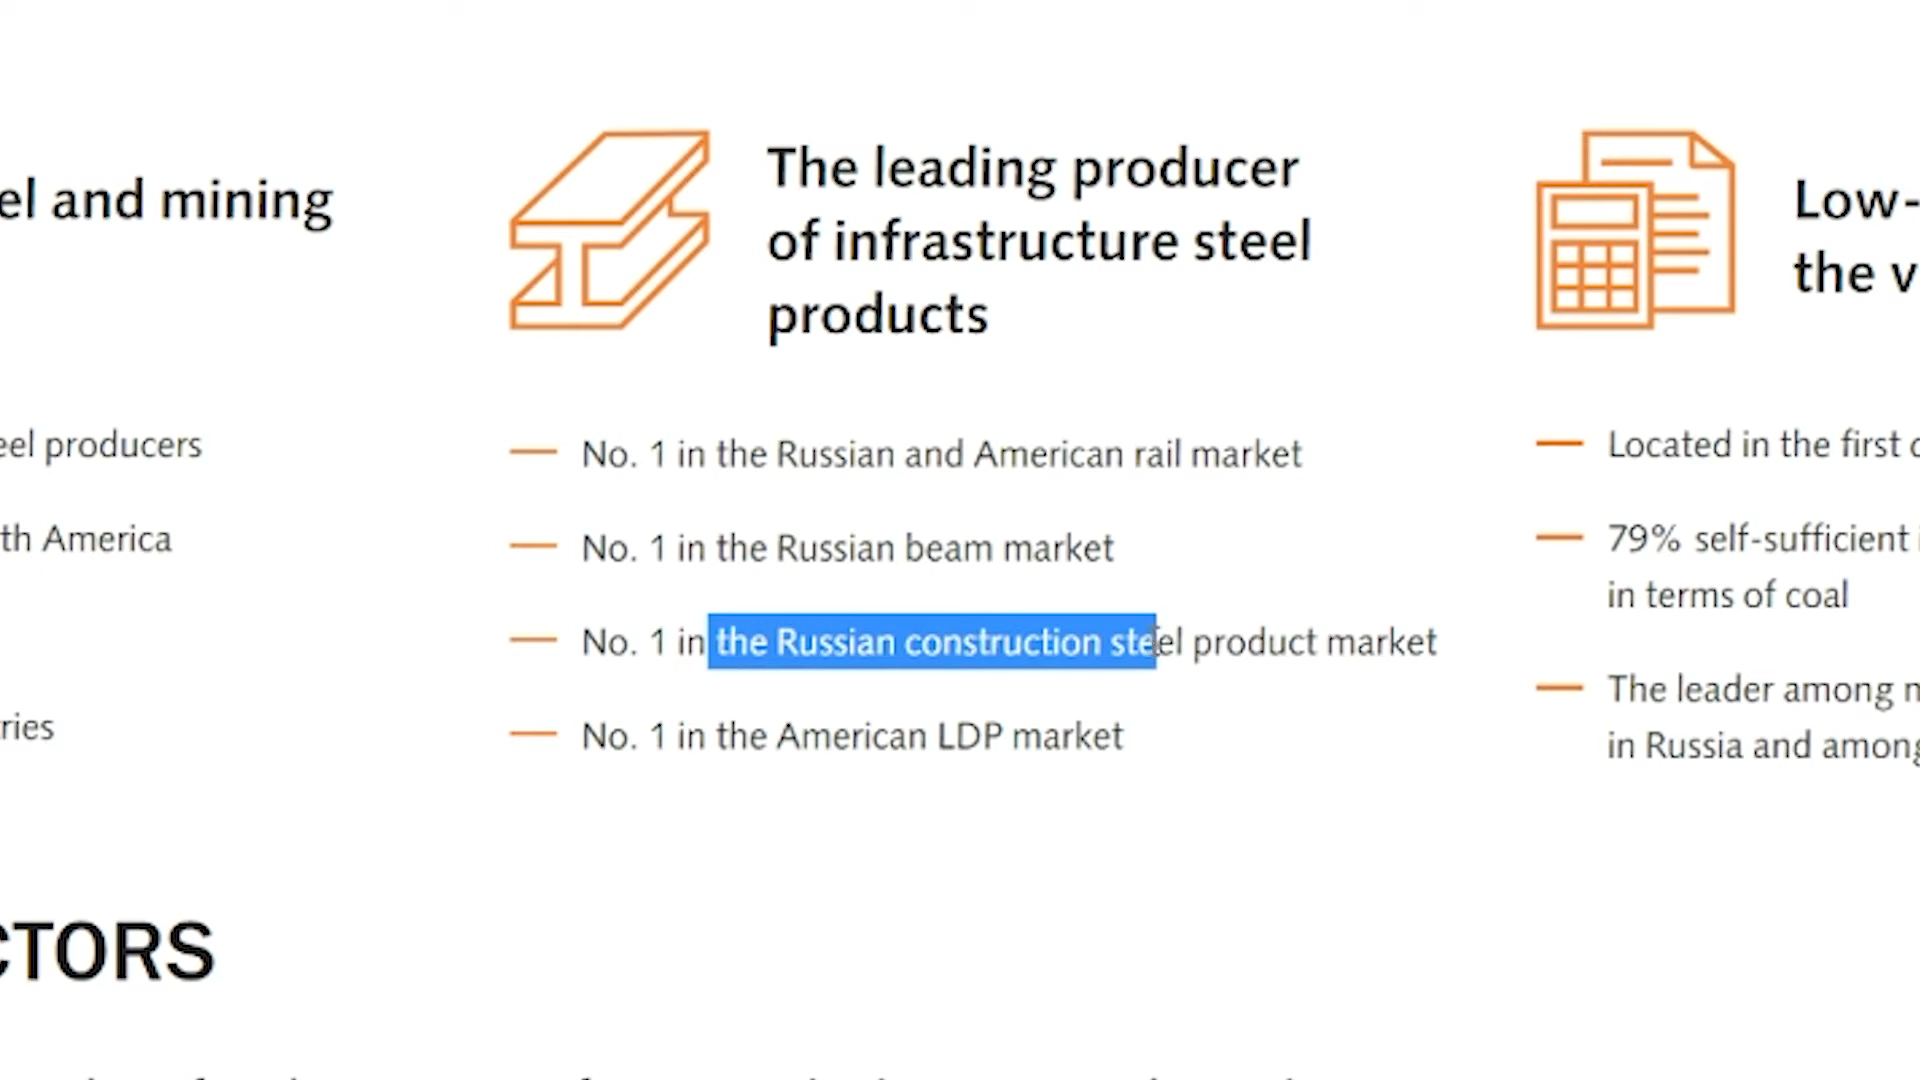 el and mining
eel producers
th America
ries
The leading producer
of infrastructure steel
products
No. 1 in the Russian and American rail market
No. 1 in the Russian beam market
No. 1 in the Russian construction steel product market
No. 1 in the American LDP market
Low-
the v
Located in the first
79% self-sufficient
in terms of coal
The leader among
in Russia and among
CTORS